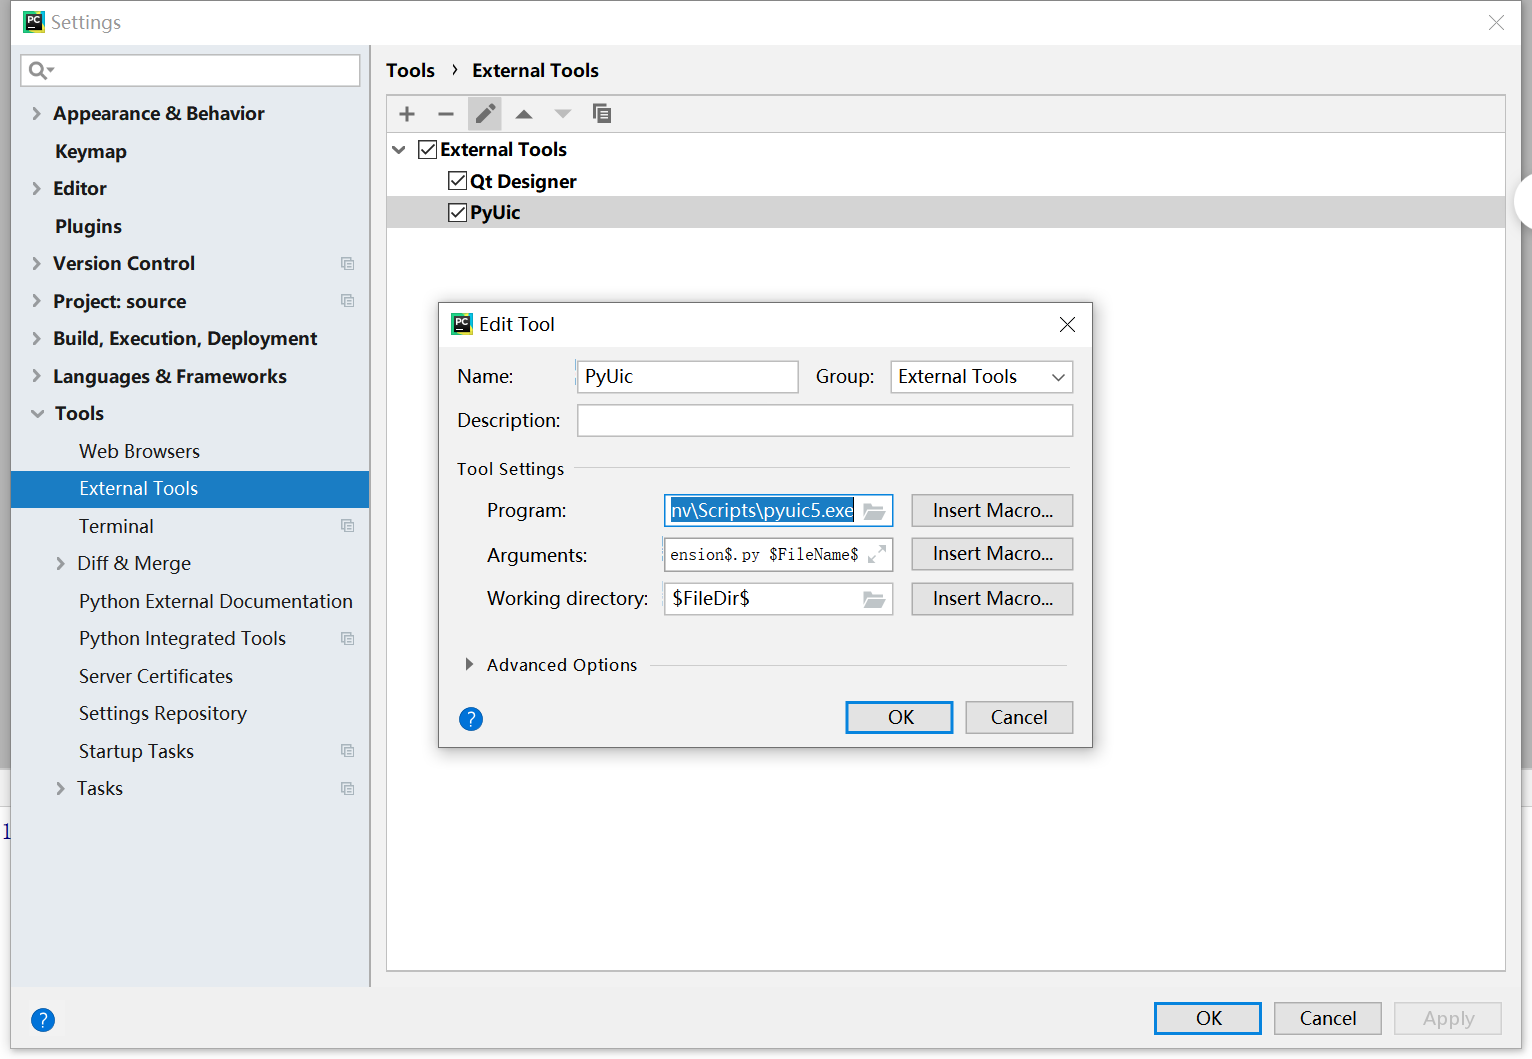 PC Settings
Appearance & Behavior
Keymap
Editor
Plugins
Version Control
Project: source
Build, Execution, Deployment
Languages & Frameworks
Tools
Web Browsers
External Tools
Terminal
Diff & Merge
Python External Documentation
Python Integrated Tools
Server Certificates
Settings Repository
Startup Tasks
Tasks
Tools › External Tools
External Tools
Qt Designer
PyUic
PC Edit Tool
Name: PyUic Group: External Tools
Description:
Tool Settings
Program: nv\Scripts\pyuic5.exe Insert Macro...
Arguments: ension$.py $FileName$ Insert Macro...
Working directory: $FileDir$ Insert Macro...
Advanced Options
? OK Cancel
1
? OK Cancel Apply